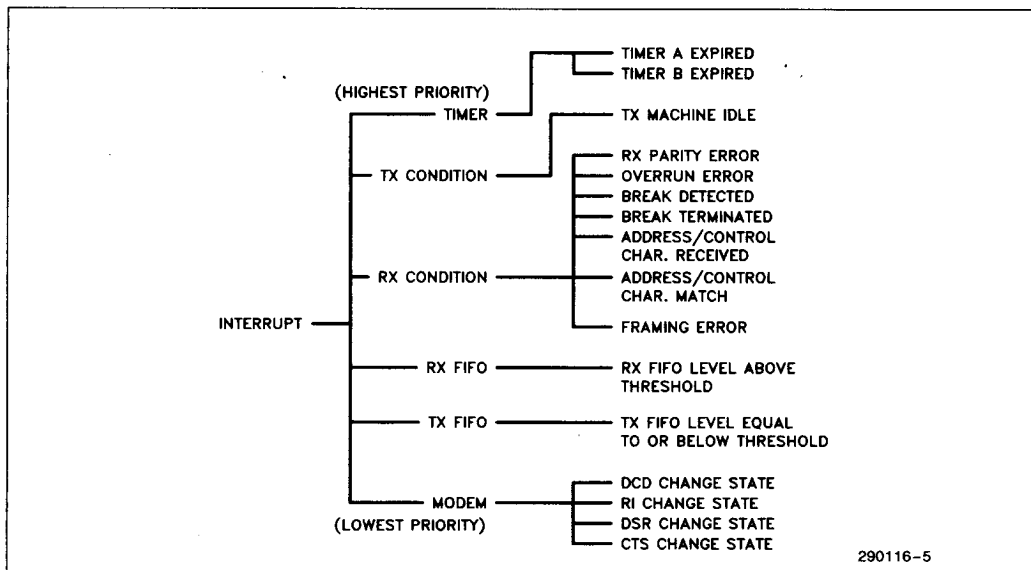 TIMER A EXPIRED
TIMER B EXPIRED
(HIGHEST PRIORITY)
TIMER
TX MACHINE IDLE
TX CONDITION
RX PARITY ERROR
OVERRUN ERROR
BREAK DETECTED
BREAK TERMINATED
ADDRESS/CONTROL
CHAR. RECEIVED
RX CONDITION
ADDRESS/CONTROL
CHAR. MATCH
INTERRUPT
FRAMING ERROR
RX FIFO
RX FIFO LEVEL ABOVE
THRESHOLD
TX FIFO
TX FIFO LEVEL EQUAL
TO OR BELOW THRESHOLD
MODEM
(LOWEST PRIORITY)
DCD CHANGE STATE
RI CHANGE STATE
DSR CHANGE STATE
CTS CHANGE STATE
290116-5